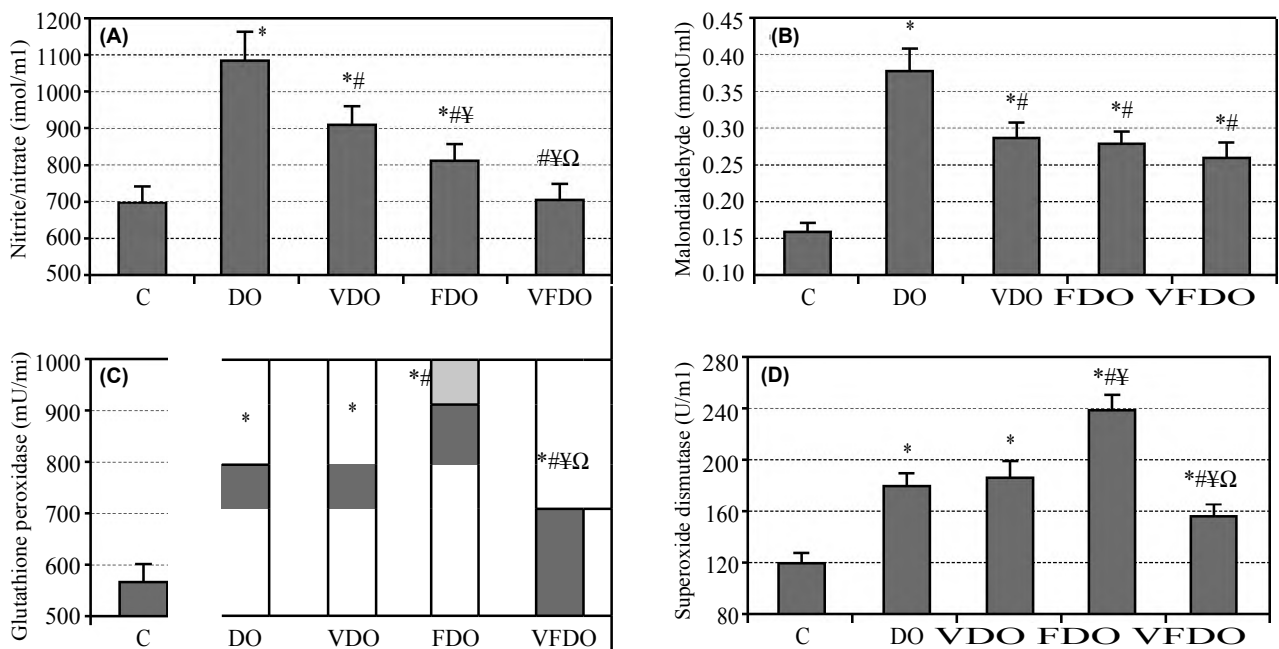 (A)
Nitrite/nitrate (imol/m1)
1200
1100
1000
900
800
700
600
500
*
*#
*#¥
#¥Ω
C DO VDO FDO VFDO
(B)
Malondialdehyde (mmoUml)
0.45
0.40
0.35
0.30
0.25
0.20
0.15
0.10
*
*#
*#
*#
C DO VDO FDO VFDO
(C)
Glutathione peroxidase (mU/mi)
1000
900
800
700
600
500
*
*
*#
*#¥Ω
C DO VDO FDO VFDO
(D)
Superoxide dismutase (U/m1)
280
240
200
160
120
80
*
*
*#¥
*#¥Ω
C DO VDO FDO VFDO